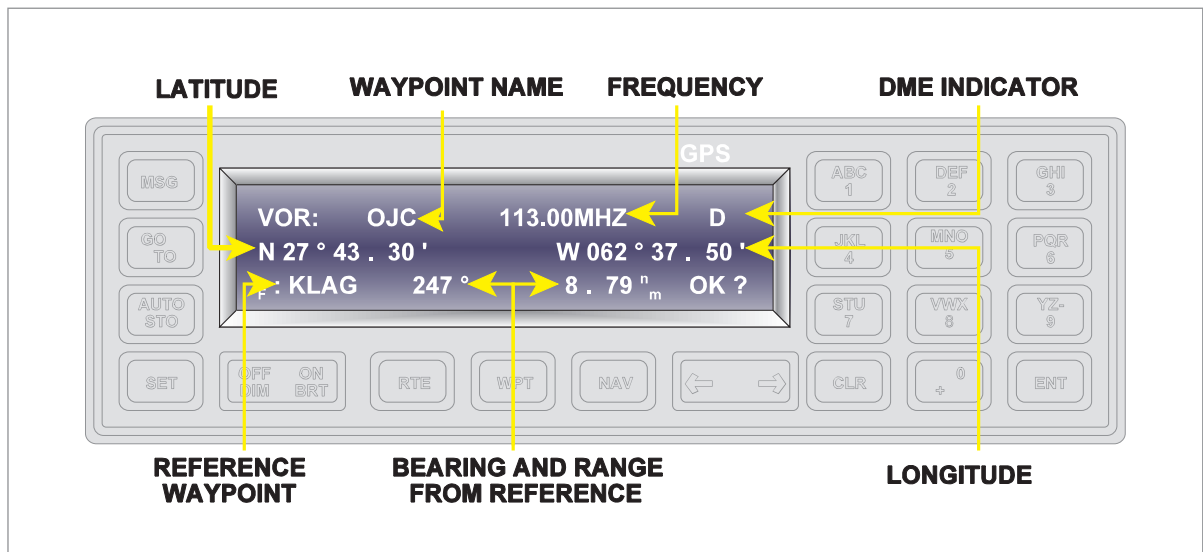 LATITUDE WAYPOINT NAME FREQUENCY DME INDICATOR
GPS
MSG
ABC
1
DEF
2
GHI
3
VOR: OJC 113.00MHZ D
GO
TO
N 27 ° 43 . 30 ' W 062 ° 37 . 50 '
JKL
4
MNO
5
PQR
6
F : KLAG 247 ° 8 . 79 n m OK ?
AUTO
STO
STU
7
VWX
8
YZ-
9
SET
OFF ON
DIM BRT
RTE
WPT
NAV
CLR
0
+
ENT
REFERENCE
WAYPOINT
BEARING AND RANGE
FROM REFERENCE
LONGITUDE